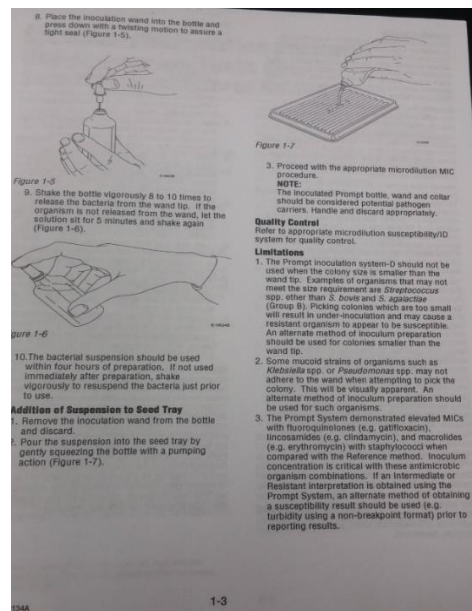 8. Place the inoculation wand into the bottle and
press down with a twisting motion to assure a
tight seal (Figure 1-5).
Figure 1-5
9. Shake the bottle vigorously 8 to 10 times to
release the bacteria from the wand tip. If the
organism is not released from the wand, let the
solution sit for 5 minutes and shake again
(Figure 1-6).
gure 1-6
10.The bacterial suspension should be used
within four hours of preparation. If not used
immediately after preparation, shake
vigorously to resuspend the bacteria just prior
to use.
Addition of Suspension to Seed Tray
1. Remove the inoculation wand from the bottle
and discard.
2. Pour the suspension into the seed tray by
gently squeezing the bottle with a pumping
action (Figure 1-7).
Figure 1-7
3. Proceed with the appropriate microdilution MIC
procedure.
NOTE:
The inoculated Prompt bottle, wand and collar
should be considered potential pathogen
carriers. Handle and discard appropriately.
Quality Control
Refer to appropriate microdilution susceptibility/ID
system for quality control.
Limitations
1. The Prompt inoculation system-D should not be
used when the colony size is smaller than the
wand tip. Examples of organisms that may not
meet the size requirement are Streptococcus
spp. other than S. bovis and S. agalactiae
(Group B). Picking colonies which are too small
will result in under-inoculation and may cause a
resistant organism to appear to be susceptible.
An alternate method of inoculum preparation
should be used for colonies smaller than the
wand tip.
2. Some mucoid strains of organisms such as
Klebsiella spp. or Pseudomonas spp. may not
adhere to the wand when attempting to pick the
colony. This will be visually apparent. An
alternate method of inoculum preparation should
be used for such organisms.
3. The Prompt System demonstrated elevated MICs
with fluoroquinolones (e.g. gatifloxacin),
lincosamides (e.g. clindamycin), and macrolides
(e.g. erythromycin) with staphylococci when
compared with the Reference method. Inoculum
concentration is critical with these antimicrobic
organism combinations. If an Intermediate or
Resistant interpretation is obtained using the
Prompt System, an alternate method of obtaining
a susceptibility result should be used (e.g.
turbidity using a non-breakpoint format) prior to
reporting results.
1-3
134A